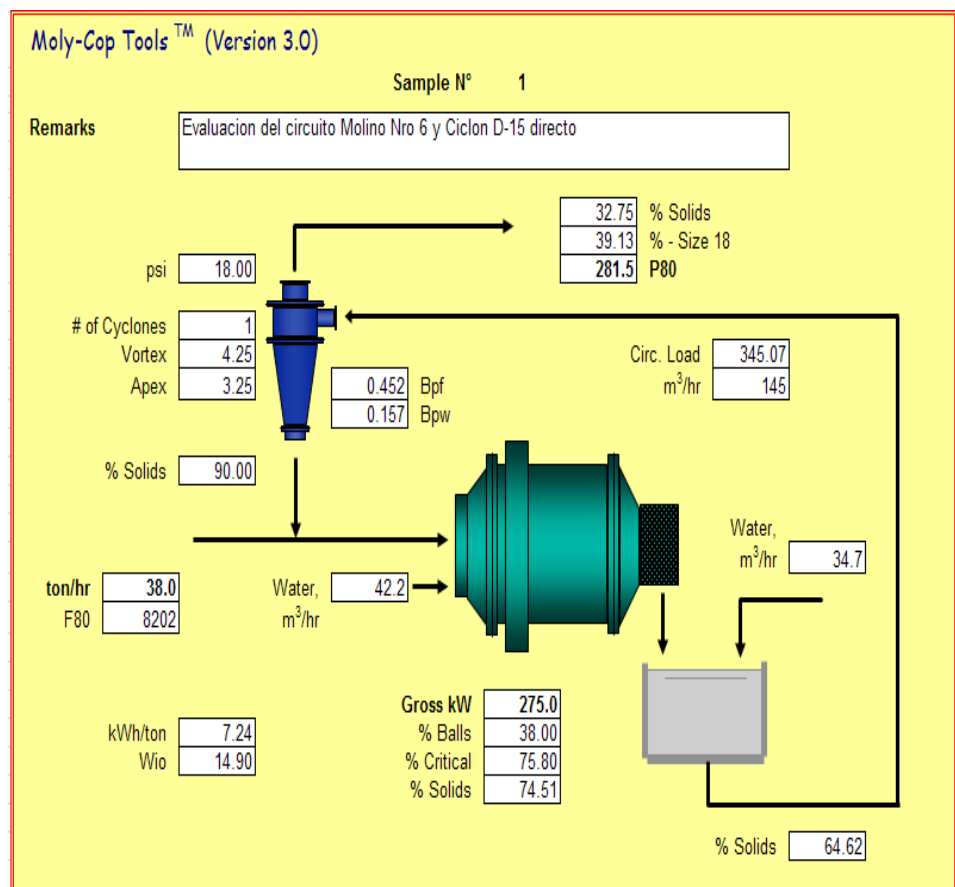 Moly-Cop Tools TM (Version 3.0)
Sample N° 1
Remarks Evaluacion del circuito Molino Nro 6 y Ciclon D-15 directo
32.75 % Solids
39.13 % - Size 18
281.5 P80
psi 18.00
# of Cyclones 1
Vortex 4.25
Apex 3.25
0.452 Bpf
0.157 Bpw
Circ. Load 345.07
m3/hr 145
% Solids 90.00
Water, m3/hr 34.7
ton/hr 38.0
F80 8202
Water, m3/hr 42.2
Gross kW 275.0
% Balls 38.00
% Critical 75.80
% Solids 74.51
kWh/ton 7.24
Wio 14.90
% Solids 64.62